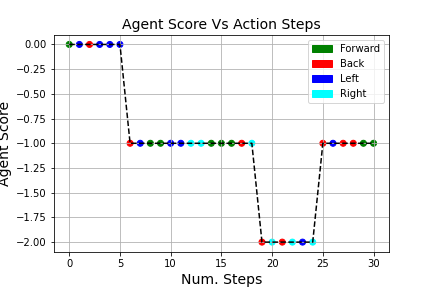 Agent Score Vs Action Steps
Agent Score
0.00
−0.25
−0.50
−0.75
−1.00
−1.25
−1.50
−1.75
−2.00
Forward
Back
Left
Right
0 5 10 15 20 25 30
Num. Steps